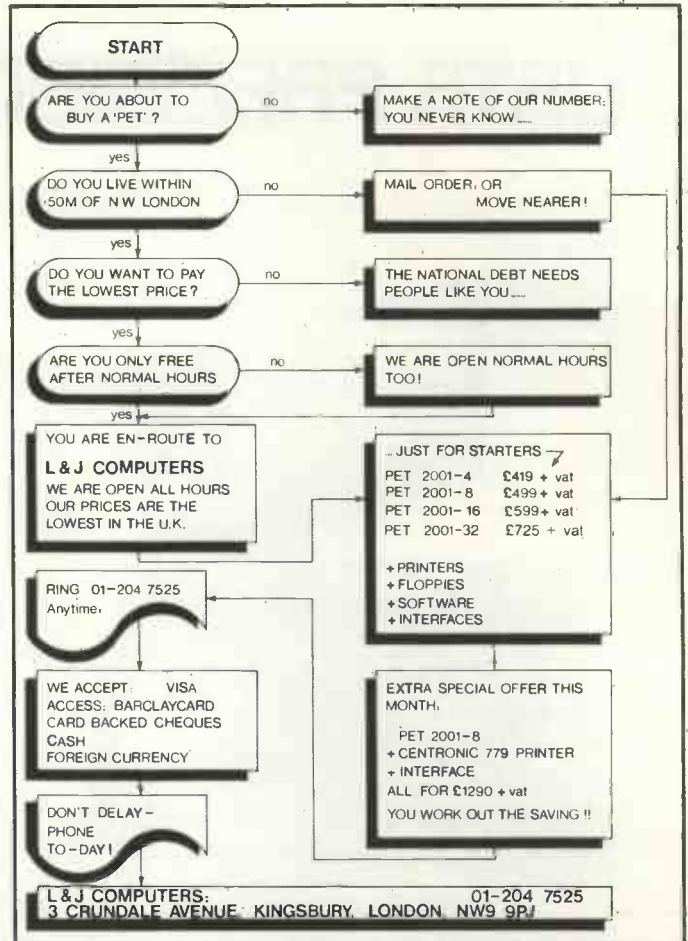 START
ARE YOU ABOUT TO
BUY A 'PET' ?
no
MAKE A NOTE OF OUR NUMBER:
YOU NEVER KNOW.....
yes
DO YOU LIVE WITHIN
50M OF N W LONDON
no
MAIL ORDER: OR
MOVE NEARER!
yes
DO YOU WANT TO PAY
THE LOWEST PRICE?
no
THE NATIONAL DEBT NEEDS
PEOPLE LIKE YOU.....
yes
ARE YOU ONLY FREE
AFTER NORMAL HOURS
no
WE ARE OPEN NORMAL HOURS
TOO!
yes
YOU ARE EN-ROUTE TO
L & J COMPUTERS
WE ARE OPEN ALL HOURS
OUR PRICES ARE THE
LOWEST IN THE U.K.
... JUST FOR STARTERS
PET 2001-4 £419 + vat
PET 2001-8 £499 + vat
PET 2001-16 £599 + vat
PET 2001-32 £725 + vat
+ PRINTERS
+ FLOPPIES
+ SOFTWARE
+ INTERFACES
RING 01-204 7525
Anytime:
WE ACCEPT: VISA
ACCESS: BARCLAYCARD
CARD BACKED CHEQUES
CASH
FOREIGN CURRENCY
EXTRA SPECIAL OFFER THIS
MONTH:
PET 2001-8
+ CENTRONIC 779 PRINTER
+ INTERFACE
ALL FOR £1290 + vat
YOU WORK OUT THE SAVING !!
DON'T DELAY -
PHONE
TO-DAY!
L & J COMPUTERS: 01-204 7525
3 CRUNDALE AVENUE KINGSBURY, LONDON NW9 9PJ